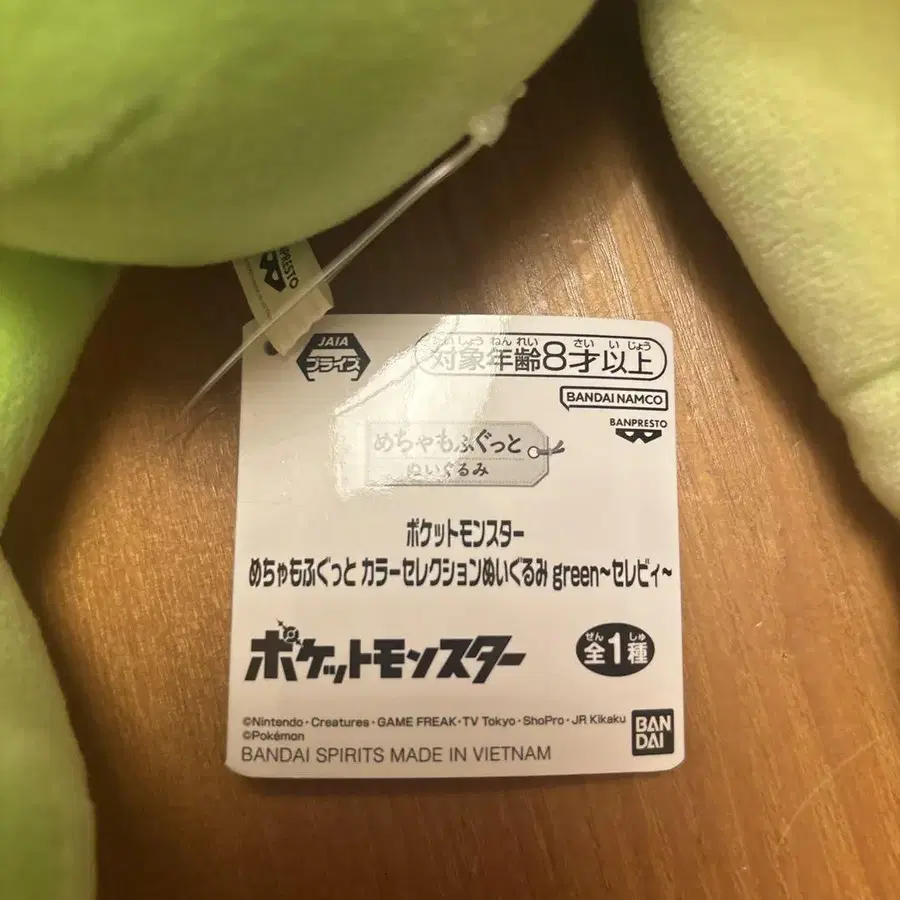 BANPRESTO
JAIA
プライズ
たいしょうねんれい さいいじょう
対象年齢8才以上
BANDAI NAMCO
BANPRESTO
めちゃもふぐっと
ぬいぐるみ
ポケットモンスター
めちゃもふぐっと カラーセレクションぬいぐるみ green~セレビィ~
ポケットモンスター
ぜん しゅ
全1種
©Nintendo・Creatures・GAME FREAK・TV Tokyo・ShoPro・JR Kikaku
©Pokémon
BANDAI SPIRITS MADE IN VIETNAM
BAN
DAI